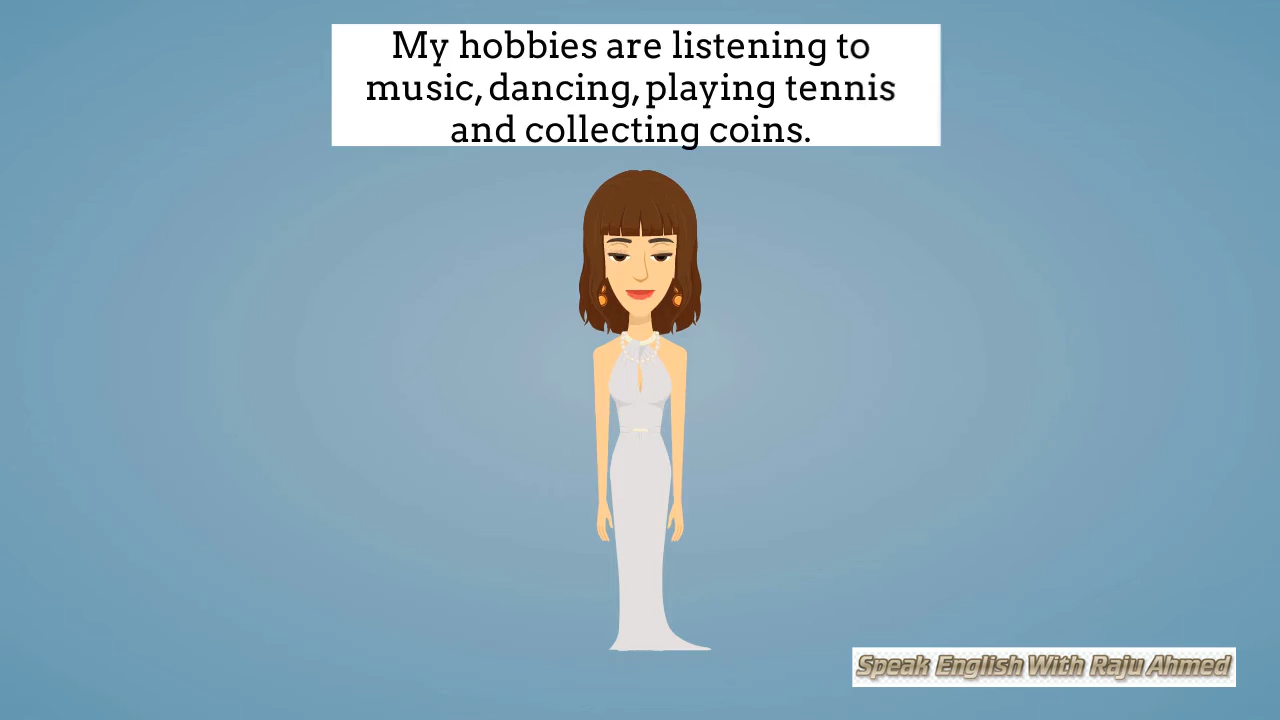 My hobbies are listening to
music, dancing, playing tennis
and collecting coins.
Speak English With Raju Ahmed